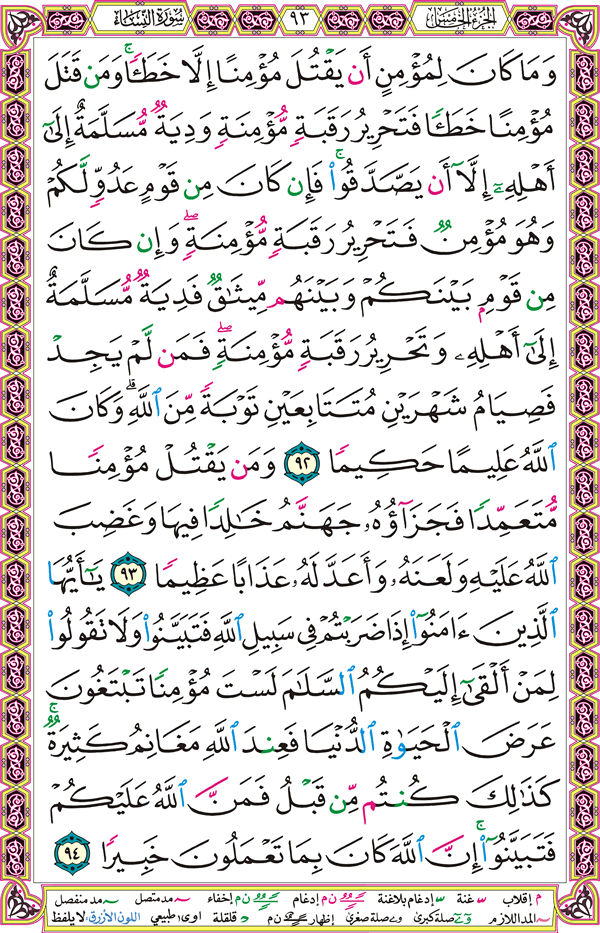 الجزء الخامس ٩٣ سورة النساء
وَمَا كَانَ لِمُؤْمِنٍ أَن يَقْتُلَ مُؤْمِنًا إِلَّا خَطَـًٔاۚ وَمَن قَتَلَ
مُؤْمِنًا خَطَـًٔا فَتَحْرِيرُ رَقَبَةٍ مُّؤْمِنَةٍ وَدِيَةٌ مُّسَلَّمَةٌ إِلَىٰٓ
أَهْلِهِۦٓ إِلَّآ أَن يَصَّدَّقُوا۟ۚ فَإِن كَانَ مِن قَوْمٍ عَدُوٍّ لَّكُمْ
وَهُوَ مُؤْمِنٌ فَتَحْرِيرُ رَقَبَةٍ مُّؤْمِنَةٍۖ وَإِن كَانَ
مِن قَوْمٍۭ بَيْنَكُمْ وَبَيْنَهُم مِّيثَٰقٌ فَدِيَةٌ مُّسَلَّمَةٌ
إِلَىٰٓ أَهْلِهِۦ وَتَحْرِيرُ رَقَبَةٍ مُّؤْمِنَةٍۖ فَمَن لَّمْ يَجِدْ
فَصِيَامُ شَهْرَيْنِ مُتَتَابِعَيْنِ تَوْبَةً مِّنَ ٱللَّهِۗ وَكَانَ
ٱللَّهُ عَلِيمًا حَكِيمًا ٩٢ وَمَن يَقْتُلْ مُؤْمِنًا
مُّتَعَمِّدًا فَجَزَآؤُهُۥ جَهَنَّمُ خَٰلِدًا فِيهَا وَغَضِبَ
ٱللَّهُ عَلَيْهِ وَلَعَنَهُۥ وَأَعَدَّ لَهُۥ عَذَابًا عَظِيمًا ٩٣ يَٰٓأَيُّهَا
ٱلَّذِينَ ءَامَنُوٓا۟ إِذَا ضَرَبْتُمْ فِى سَبِيلِ ٱللَّهِ فَتَبَيَّنُوا۟ وَلَا تَقُولُوا۟
لِمَنْ أَلْقَىٰٓ إِلَيْكُمُ ٱلسَّلَٰمَ لَسْتَ مُؤْمِنًا تَبْتَغُونَ
عَرَضَ ٱلْحَيَوٰةِ ٱلدُّنْيَا فَعِندَ ٱللَّهِ مَغَانِمُ كَثِيرَةٌۚ
كَذَٰلِكَ كُنتُم مِّن قَبْلُ فَمَنَّ ٱللَّهُ عَلَيْكُمْ
فَتَبَيَّنُوٓا۟ۚ إِنَّ ٱللَّهَ كَانَ بِمَا تَعْمَلُونَ خَبِيرًا ٩٤
م إقلاب غنة إدغام بلاغنة ن م إدغام ن م إخفاء مد متصل مد منفصل
المد اللازم صلة كبرى صلة صغرى إظهار ن م قلقلة اوى: طبيعي اللون الأزرق: لا يلفظ